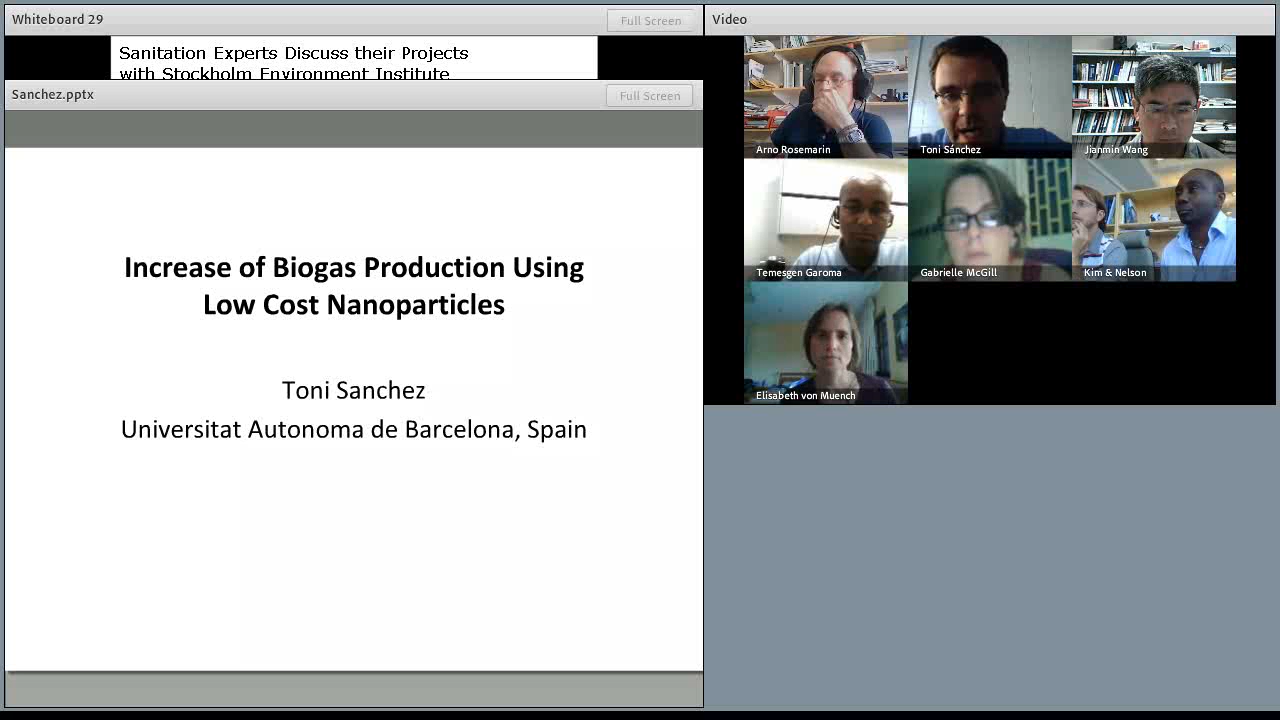 Whiteboard 29
Full Screen
Sanitation Experts Discuss their Projects
with Stockholm Environment Institute
Sanchez.pptx
Full Screen
Increase of Biogas Production Using
Low Cost Nanoparticles
Toni Sanchez
Universitat Autonoma de Barcelona, Spain
Video
Arno Rosemarin
Toni Sánchez
Jianmin Wang
Temesgen Garoma
Gabrielle McGill
Kim & Nelson
Elisabeth von Muench